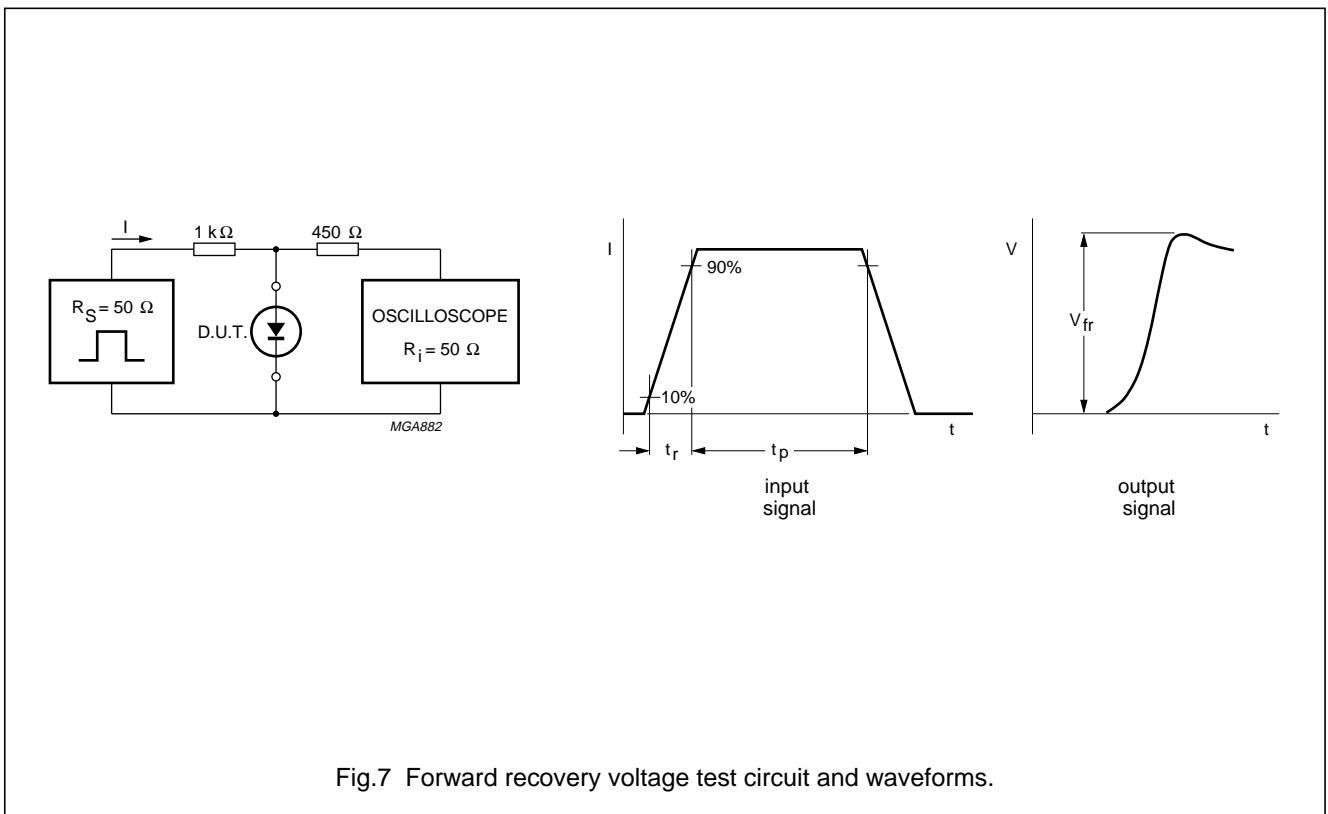 I
1 kΩ
450 Ω
R_S = 50 Ω
D.U.T.
OSCILLOSCOPE
R_i = 50 Ω
MGA882
I
90%
10%
t_r
t_p
t
input
signal
V
V_fr
t
output
signal
Fig.7 Forward recovery voltage test circuit and waveforms.